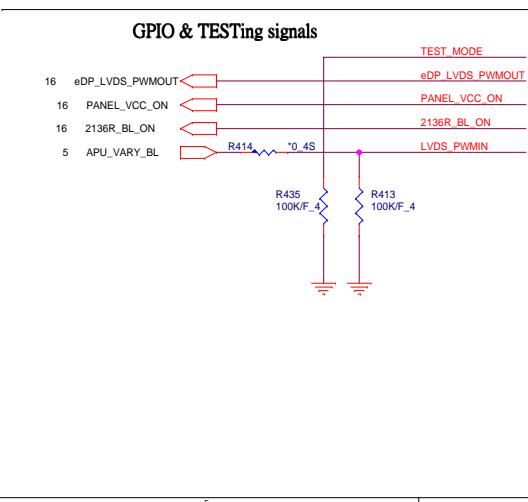 GPIO & TESTing signals
TEST_MODE
16 eDP_LVDS_PWMOUT eDP_LVDS_PWMOUT
16 PANEL_VCC_ON PANEL_VCC_ON
16 2136R_BL_ON 2136R_BL_ON
5 APU_VARY_BL R414 *0_4S LVDS_PWMIN
R435 R413
100K/F_4 100K/F_4